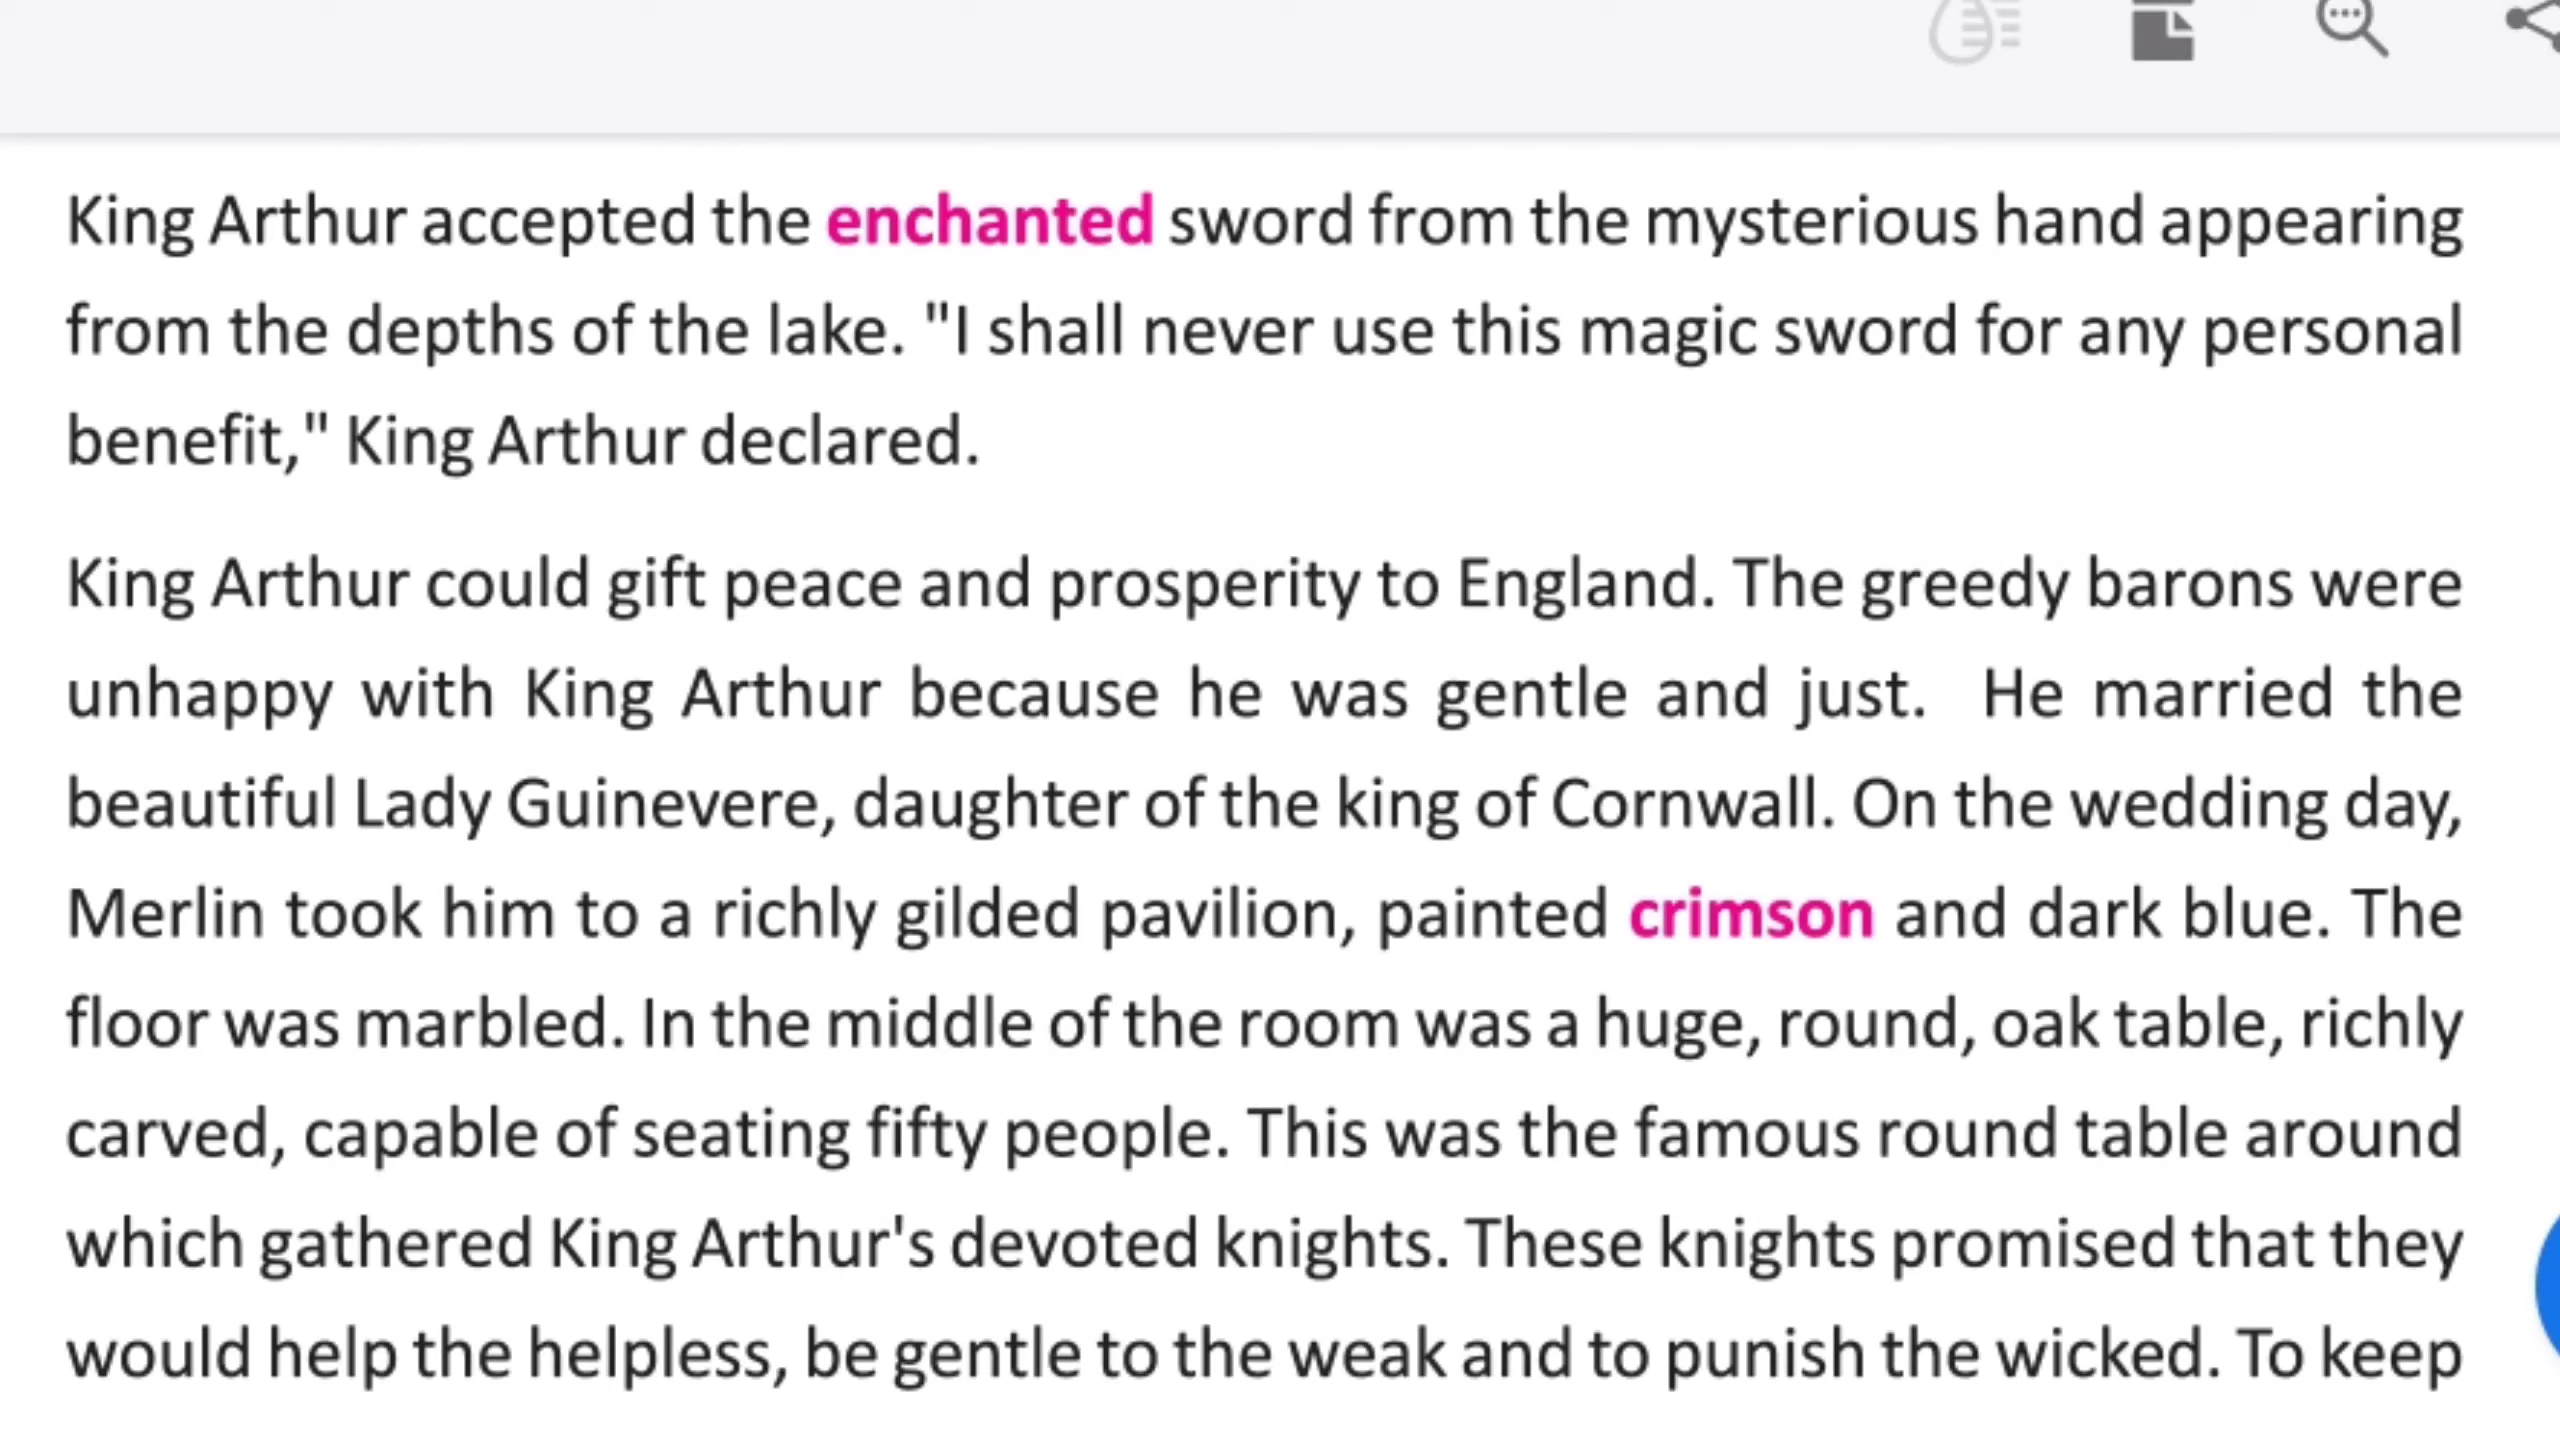 King Arthur accepted the enchanted sword from the mysterious hand appearing
from the depths of the lake. "I shall never use this magic sword for any personal
benefit," King Arthur declared.
King Arthur could gift peace and prosperity to England. The greedy barons were
unhappy with King Arthur because he was gentle and just.  He married the
beautiful Lady Guinevere, daughter of the king of Cornwall. On the wedding day,
Merlin took him to a richly gilded pavilion, painted crimson and dark blue. The
floor was marbled. In the middle of the room was a huge, round, oak table, richly
carved, capable of seating fifty people. This was the famous round table around
which gathered King Arthur's devoted knights. These knights promised that they
would help the helpless, be gentle to the weak and to punish the wicked. To keep